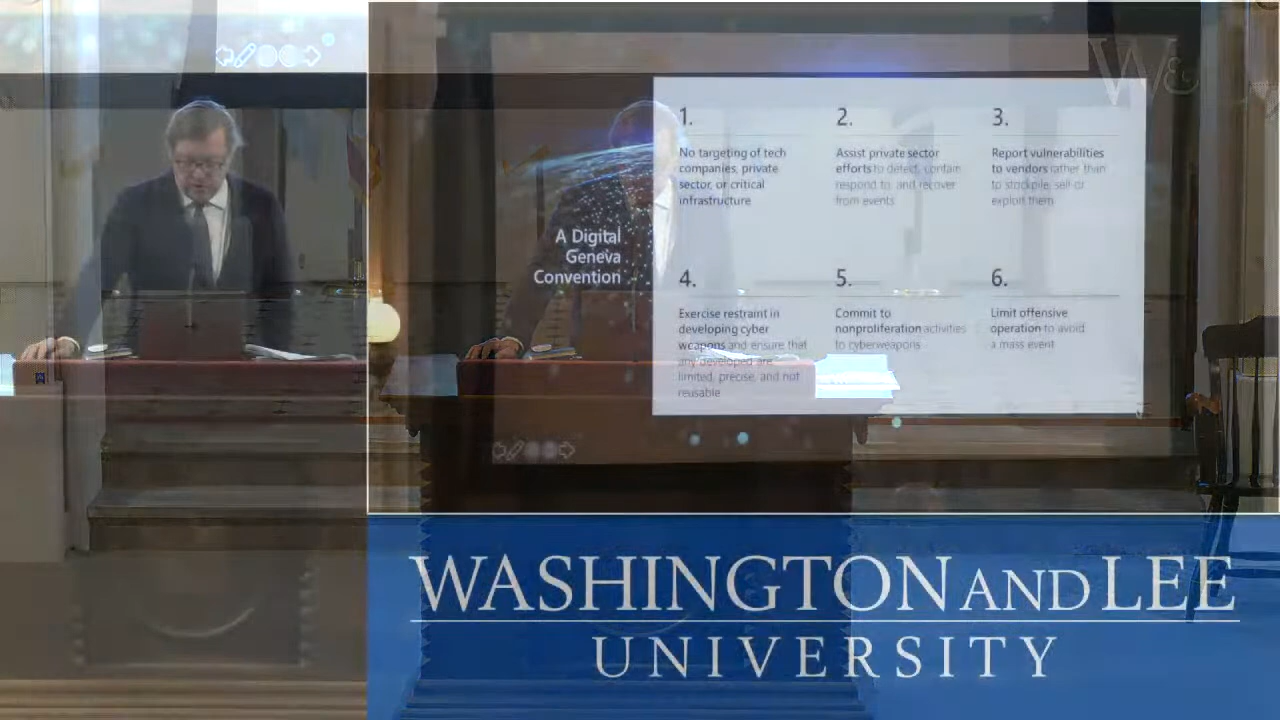 W&
A Digital
Geneva
Convention
1.
No targeting of tech
companies, private
sector, or critical
infrastructure
2.
Assist private sector
efforts to detect, contain
respond to, and recover
from events
3.
Report vulnerabilities
to vendors rather than
to stockpile, sell or
exploit them
4.
Exercise restraint in
developing cyber
weapons and ensure that
any developed are
limited, precise, and not
reusable
5.
Commit to
nonproliferation activities
to cyberweapons
6.
Limit offensive
operation to avoid
a mass event
WASHINGTON AND LEE
UNIVERSITY